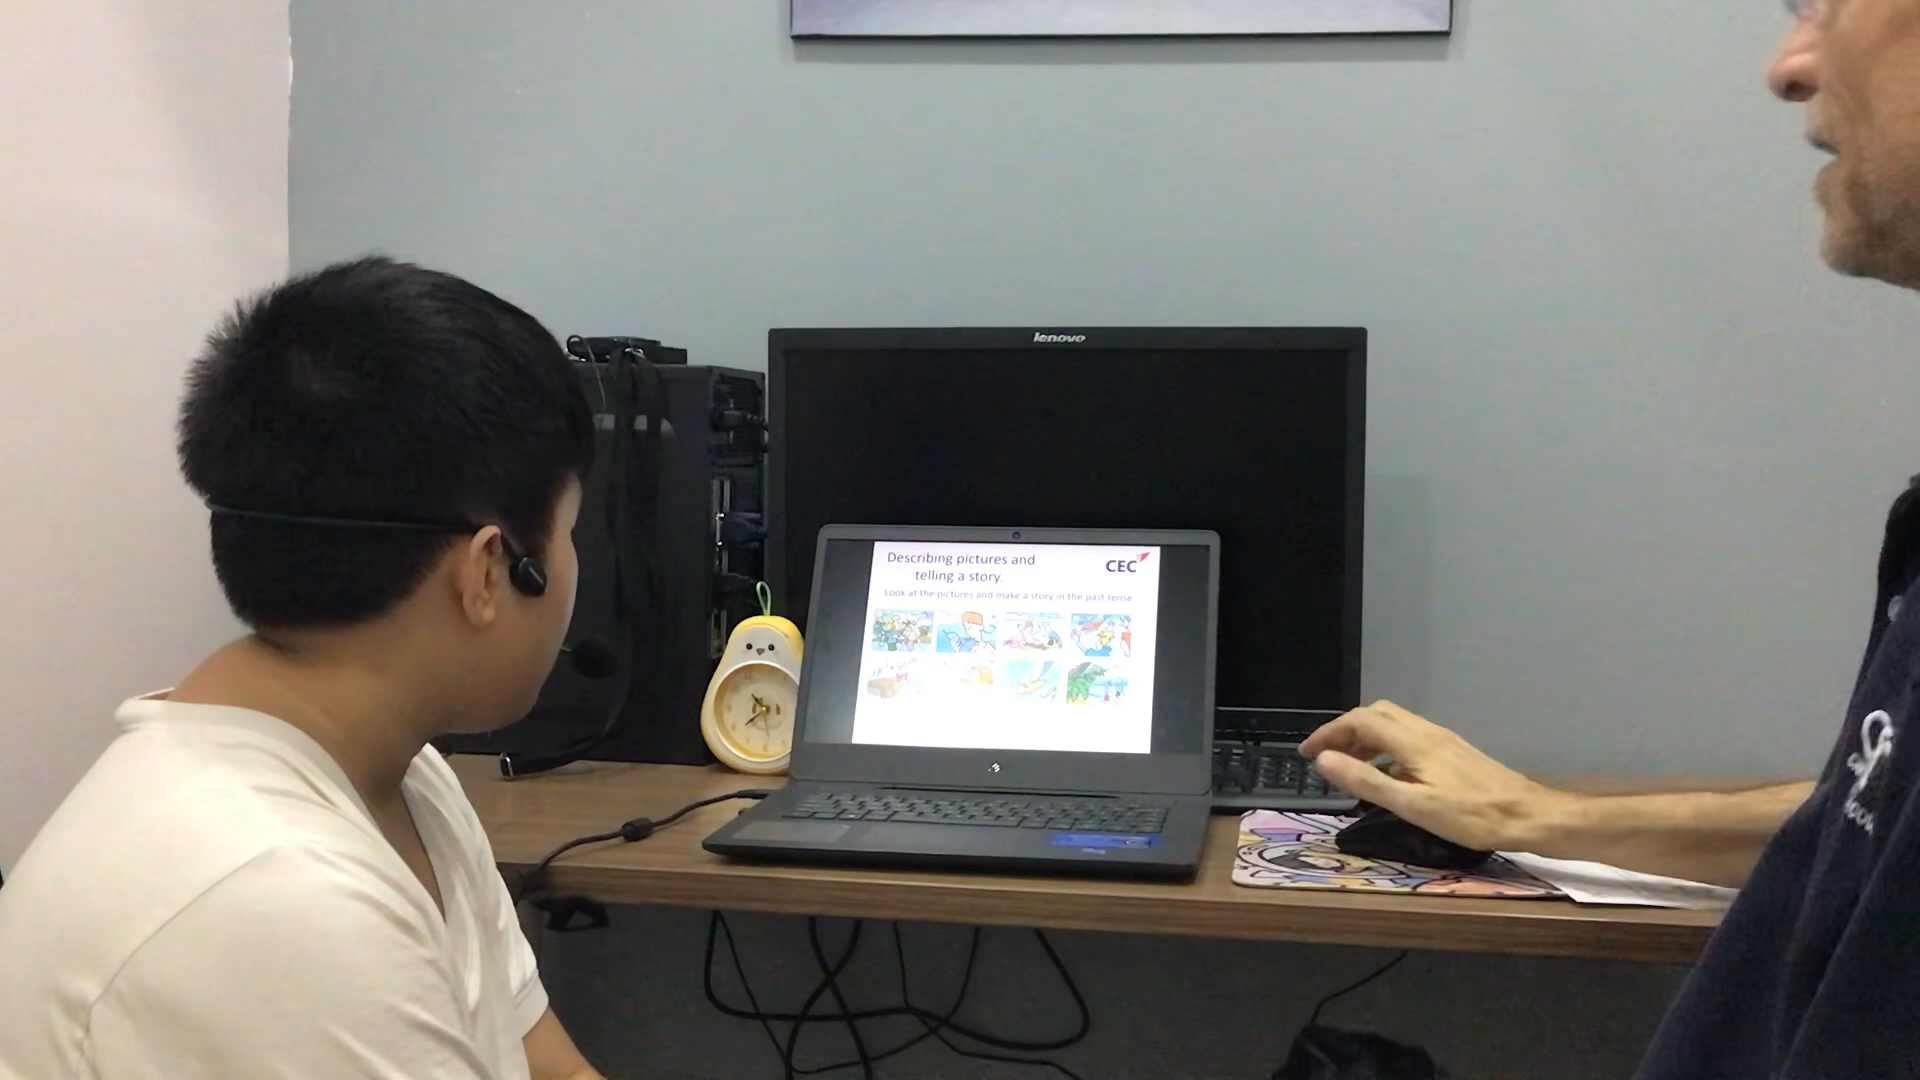 lenovo
Describing pictures and
telling a story.
CEC
Look at the pictures and make a story in the past tense